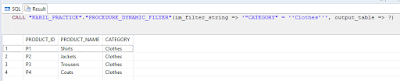 SQL Result
CALL "KABIL_PRACTICE"."PROCEDURE_DYNAMIC_FILTER"(im_filter_string => '"CATEGORY" = ''Clothes''', output_table => ?)
PRODUCT_ID PRODUCT_NAME CATEGORY
1 P1 Shirts Clothes
2 P2 Jackets Clothes
3 P3 Trousers Clothes
4 P4 Coats Clothes